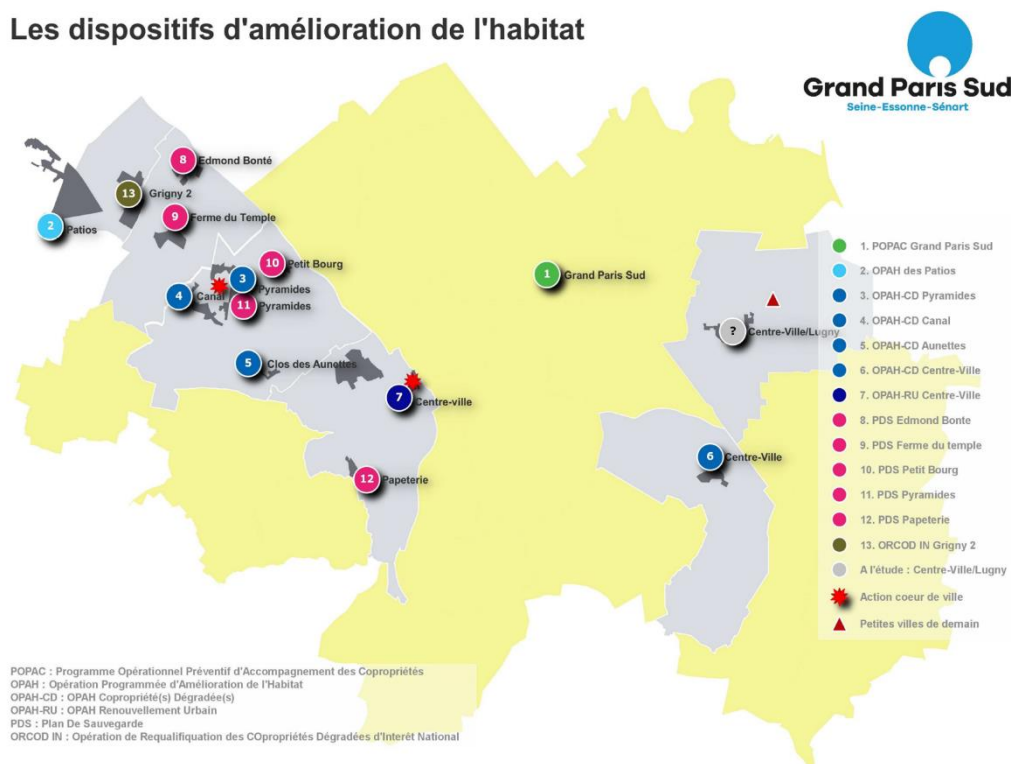 Les dispositifs d'amélioration de l'habitat
Grand Paris Sud
Seine-Essonne-Sénart
8 Edmond Bonté
13 Grigny 2
9 Ferme du Temple
2 Patios
10 Petit Bourg
3 Pyramides
4 Canal
11 Pyramides
1 Grand Paris Sud
? Centre-Ville/Lugny
5 Clos des Aunettes
7 Centre-ville
6 Centre-Ville
12 Papeterie
1. POPAC Grand Paris Sud
2. OPAH des Patios
3. OPAH-CD Pyramides
4. OPAH-CD Canal
5. OPAH-CD Aunettes
6. OPAH-CD Centre-Ville
7. OPAH-RU Centre-Ville
8. PDS Edmond Bonte
9. PDS Ferme du temple
10. PDS Petit Bourg
11. PDS Pyramides
12. PDS Papeterie
13. ORCOD IN Grigny 2
A l'étude : Centre-Ville/Lugny
Action coeur de ville
Petites villes de demain
POPAC : Programme Opérationnel Préventif d'Accompagnement des Copropriétés
OPAH : Opération Programmée d'Amélioration de l'Habitat
OPAH-CD : OPAH Copropriété(s) Dégradée(s)
OPAH-RU : OPAH Renouvellement Urbain
PDS : Plan De Sauvegarde
ORCOD IN : Opération de Requalifiquation des COpropriétés Dégradées d'Interêt National